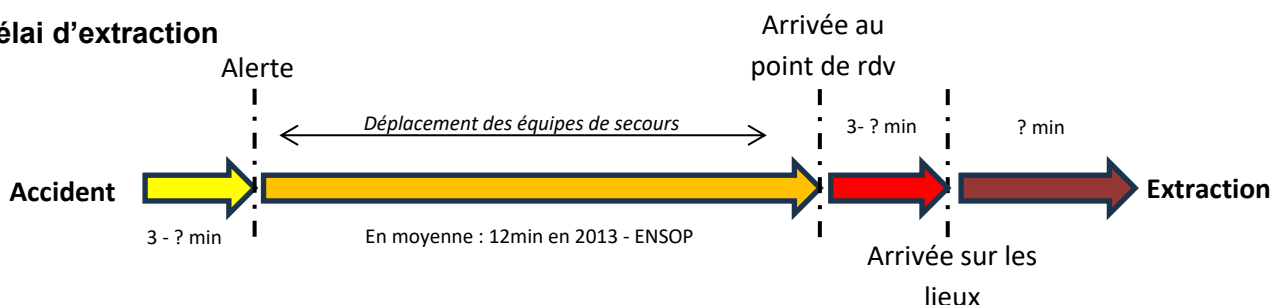 élai d’extraction
Arrivée au
point de rdv
Alerte
Déplacement des équipes de secours
3- ? min
? min
Accident
Extraction
3 - ? min
En moyenne : 12min en 2013 - ENSOP
Arrivée sur les
lieux